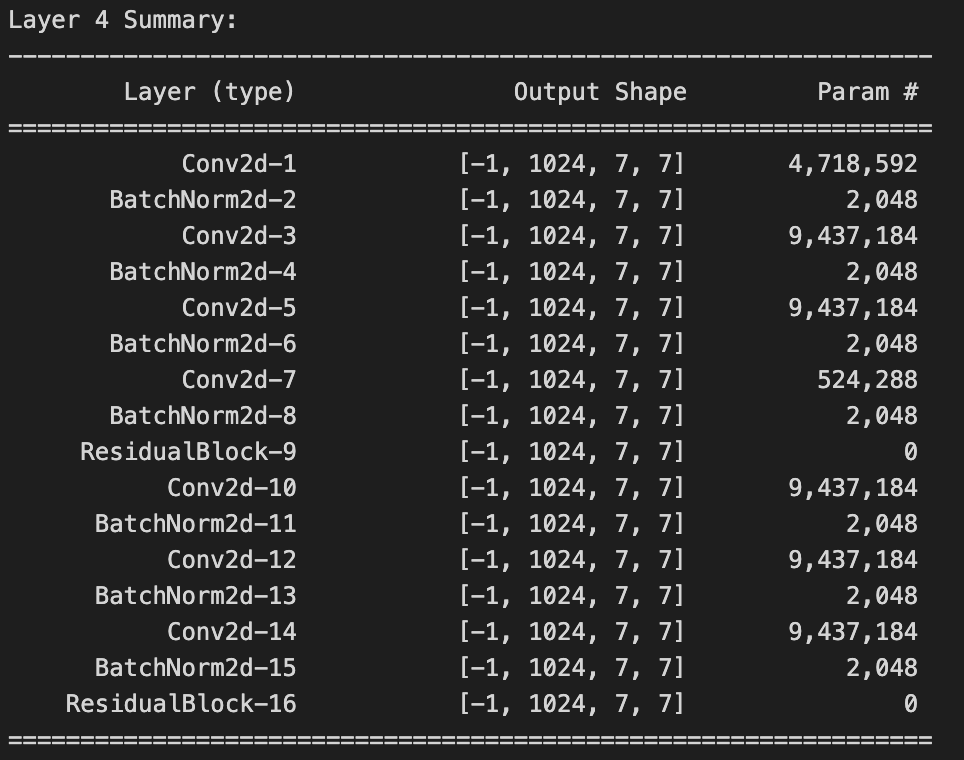 Layer 4 Summary:
----------------------------------------------------------------
Layer (type) Output Shape Param #
================================================================
Conv2d-1 [-1, 1024, 7, 7] 4,718,592
BatchNorm2d-2 [-1, 1024, 7, 7] 2,048
Conv2d-3 [-1, 1024, 7, 7] 9,437,184
BatchNorm2d-4 [-1, 1024, 7, 7] 2,048
Conv2d-5 [-1, 1024, 7, 7] 9,437,184
BatchNorm2d-6 [-1, 1024, 7, 7] 2,048
Conv2d-7 [-1, 1024, 7, 7] 524,288
BatchNorm2d-8 [-1, 1024, 7, 7] 2,048
ResidualBlock-9 [-1, 1024, 7, 7] 0
Conv2d-10 [-1, 1024, 7, 7] 9,437,184
BatchNorm2d-11 [-1, 1024, 7, 7] 2,048
Conv2d-12 [-1, 1024, 7, 7] 9,437,184
BatchNorm2d-13 [-1, 1024, 7, 7] 2,048
Conv2d-14 [-1, 1024, 7, 7] 9,437,184
BatchNorm2d-15 [-1, 1024, 7, 7] 2,048
ResidualBlock-16 [-1, 1024, 7, 7] 0
================================================================